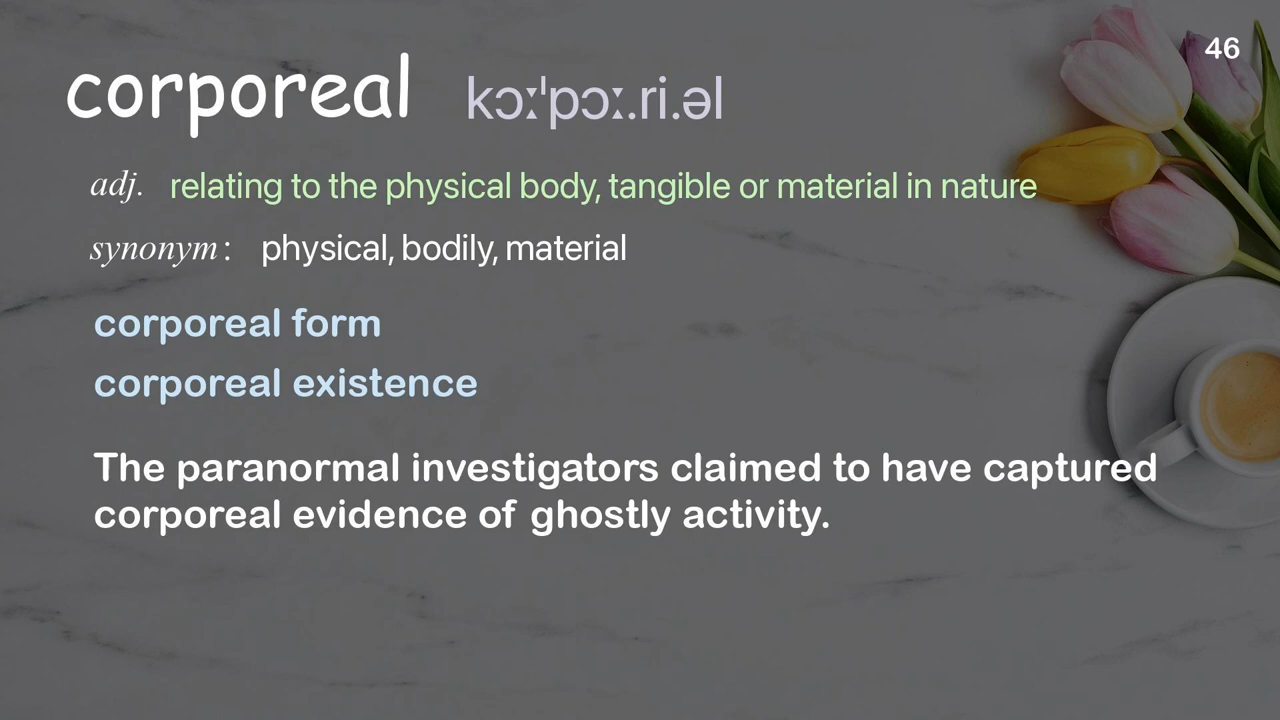 46
corporeal kɔːˈpɔː.ri.əl
adj. relating to the physical body, tangible or material in nature
synonym : physical, bodily, material
corporeal form
corporeal existence
The paranormal investigators claimed to have captured
corporeal evidence of ghostly activity.